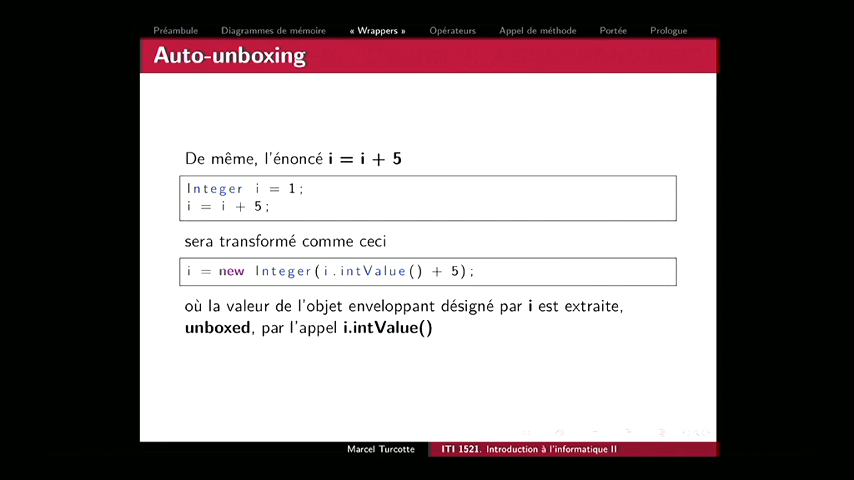 Préambule Diagrammes de mémoire « Wrappers » Opérateurs Appel de méthode Portée Prologue
Auto-unboxing
De même, l'énoncé i = i + 5
Integer i = 1;
i = i + 5;
sera transformé comme ceci
i = new Integer(i.intValue() + 5);
où la valeur de l'objet enveloppant désigné par i est extraite,
unboxed, par l'appel i.intValue()
Marcel Turcotte ITI 1521. Introduction à l'informatique II